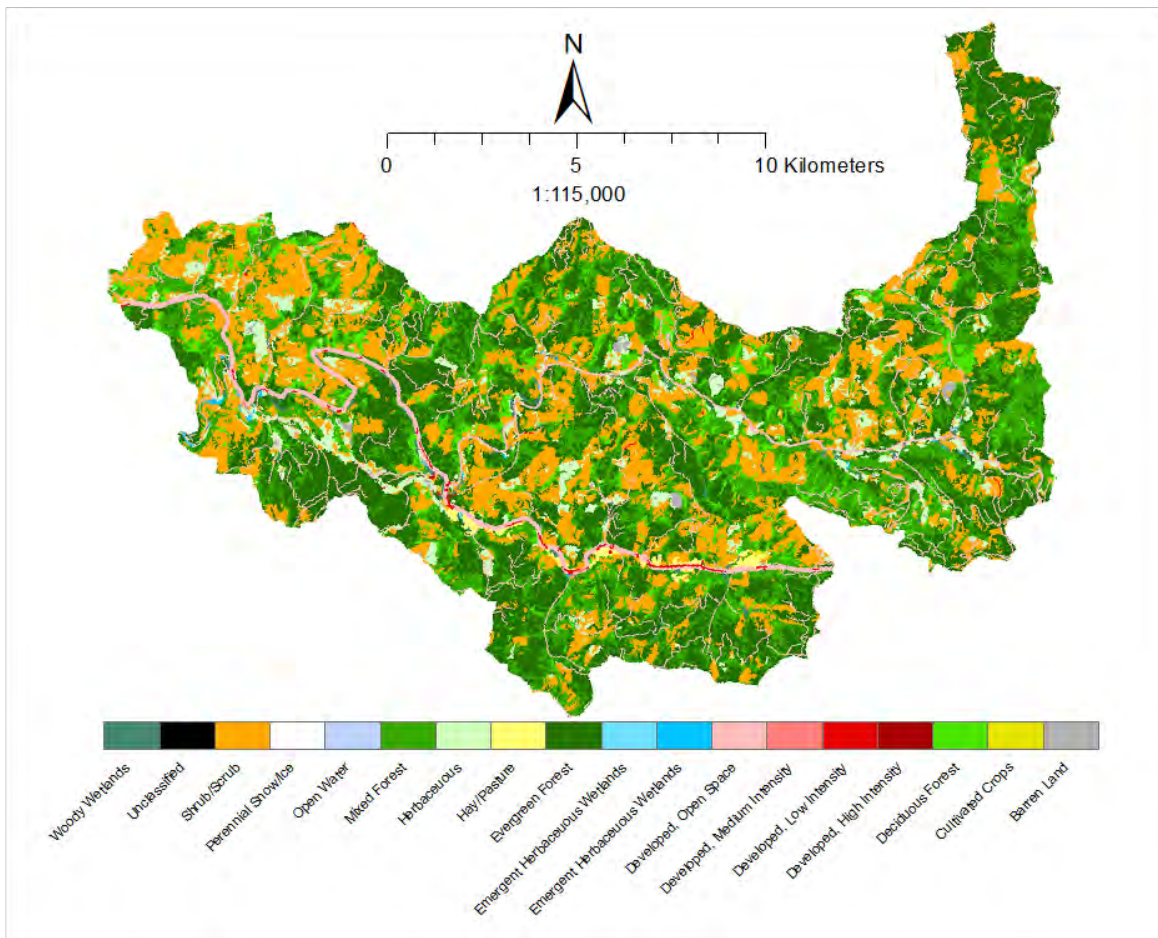 N
0 5 10 Kilometers
1:115,000
Woody Wetlands
Unclassified
Shrub/Scrub
Perennial Snow/Ice
Open Water
Mixed Forest
Herbaceous
Hay/Pasture
Evergreen Forest
Emergent Herbaceous Wetlands
Emergent Herbaceuous Wetlands
Developed, Open Space
Developed, Medium Intensity
Developed, Low Intensity
Developed, High Intensity
Deciduous Forest
Cultivated Crops
Barren Land